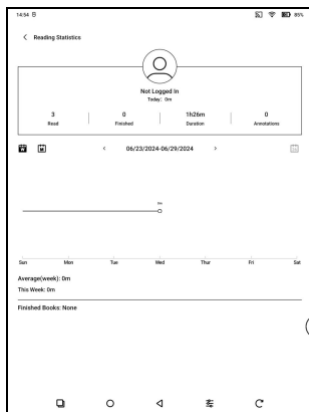 14:54
85%
Reading Statistics
Not Logged in
Today: 0m
3 0 1h26m 0
Read Finished Duration Annotations
06/23/2024-06/29/2024
Sun Mon Tue Wed Thur Fri Sat
Average(week): 0m
This Week: 0m
Finished Books: None